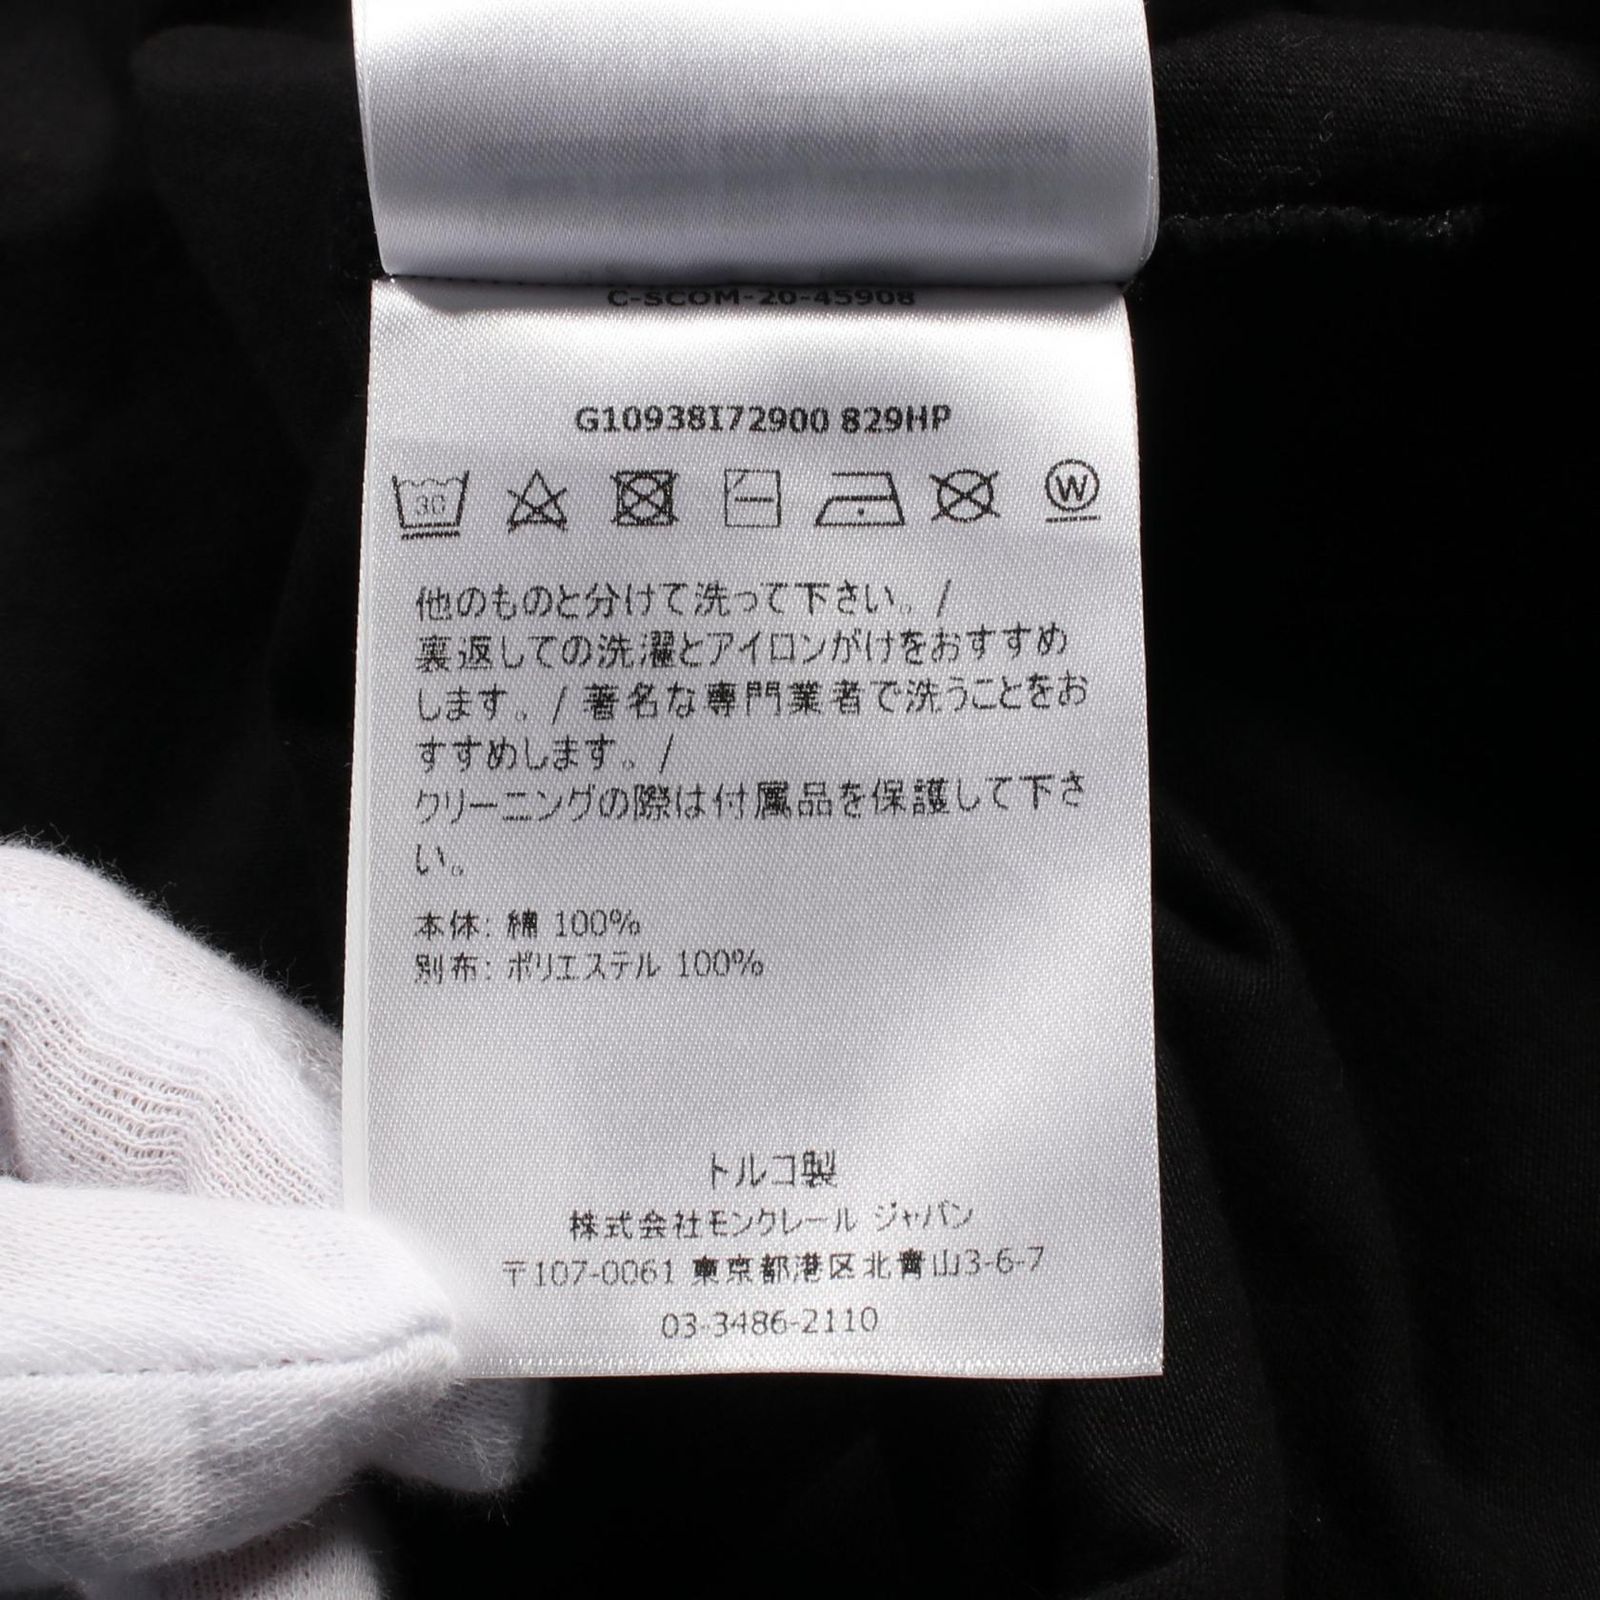 C-SCOM-20-45908
G10938I72900 829HP
30
W
他のものと分けて洗って下さい。/
裏返しての洗濯とアイロンがけをおすすめ
します。/ 著名な専門業者で洗うことをお
すすめします。/
クリーニングの際は付属品を保護して下さ
い。
本体: 綿 100%
別布: ポリエステル 100%
トルコ製
株式会社モンクレール ジャパン
〒107-0061 東京都港区北青山3-6-7
03-3486-2110